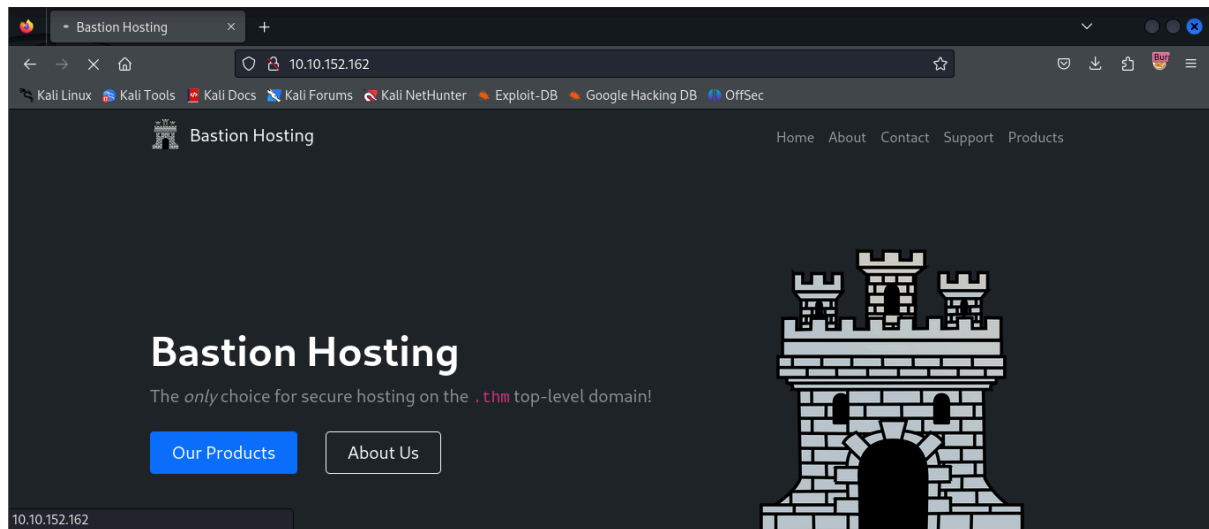 Bastion Hosting
10.10.152.162
Kali Linux Kali Tools Kali Docs Kali Forums Kali NetHunter Exploit-DB Google Hacking DB OffSec
Bastion Hosting Home About Contact Support Products
Bastion Hosting
The only choice for secure hosting on the .thm top-level domain!
Our Products About Us
10.10.152.162